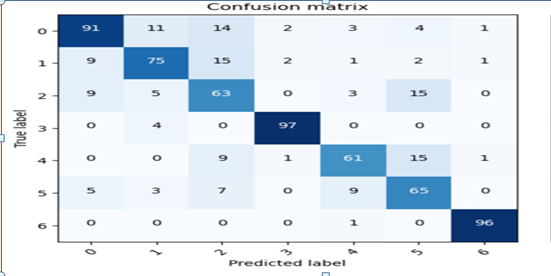 Confusion matrix
0 91 11 14 2 3 4 1
1 9 75 15 2 1 2 1
2 9 5 63 0 3 15 0
3 0 4 0 97 0 0 0
4 0 0 9 1 61 15 1
5 5 3 7 0 9 65 0
6 0 0 0 0 1 0 96
True label
0 1 2 3 4 5 6
Predicted label